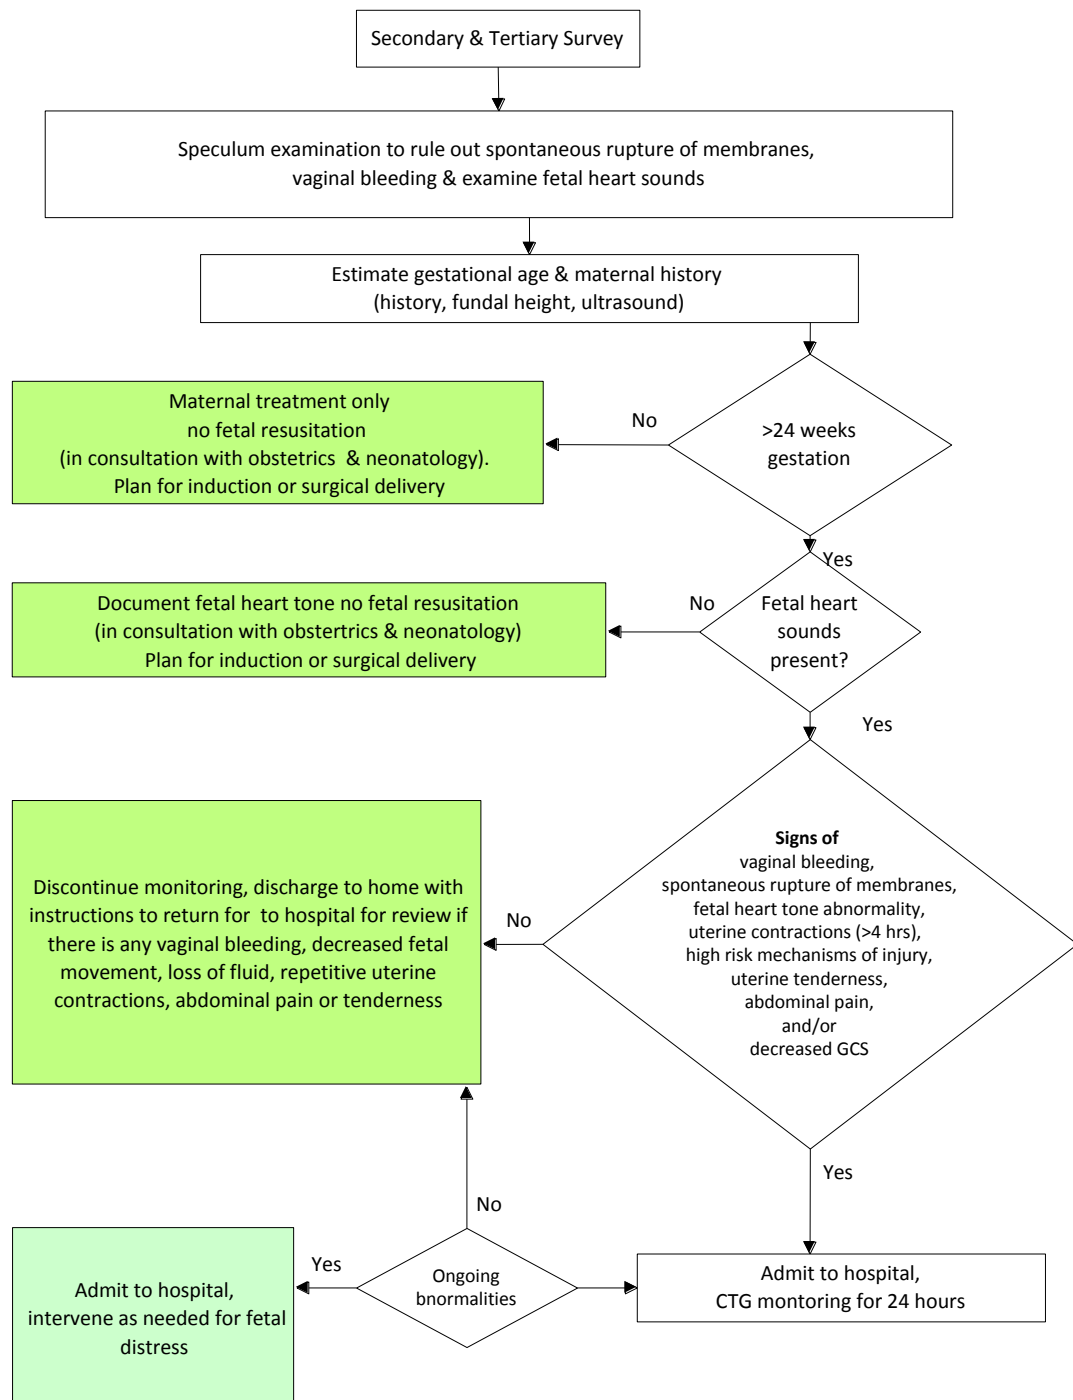 Secondary & Tertiary Survey
Speculum examination to rule out spontaneous rupture of membranes,
vaginal bleeding & examine fetal heart sounds
Estimate gestational age & maternal history
(history, fundal height, ultrasound)
>24 weeks
gestation
No
Maternal treatment only
no fetal resusitation
(in consultation with obstetrics & neonatology).
Plan for induction or surgical delivery
Yes
Fetal heart
sounds
present?
No
Document fetal heart tone no fetal resusitation
(in consultation with obstertrics & neonatology)
Plan for induction or surgical delivery
Yes
Signs of
vaginal bleeding,
spontaneous rupture of membranes,
fetal heart tone abnormality,
uterine contractions (>4 hrs),
high risk mechanisms of injury,
uterine tenderness,
abdominal pain,
and/or
decreased GCS
No
Discontinue monitoring, discharge to home with
instructions to return for to hospital for review if
there is any vaginal bleeding, decreased fetal
movement, loss of fluid, repetitive uterine
contractions, abdominal pain or tenderness
Yes
Admit to hospital,
CTG montoring for 24 hours
Ongoing
bnormalities
No
Yes
Admit to hospital,
intervene as needed for fetal
distress